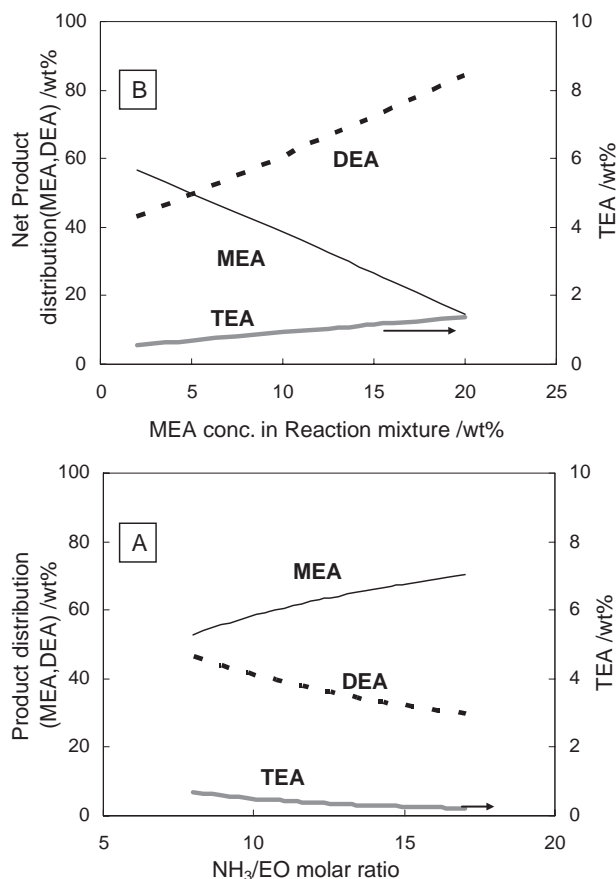 Net Product
distribution(MEA,DEA) /wt%
100
80
60
40
20
0
B
DEA
MEA
TEA
10
8
6
4
2
0
TEA /wt%
0 5 10 15 20 25
MEA conc. in Reaction mixture /wt%
Product distribution
(MEA,DEA) /wt%
100
80
60
40
20
0
A
MEA
DEA
TEA
10
8
6
4
2
0
TEA /wt%
5 10 15 20
NH₃/EO molar ratio